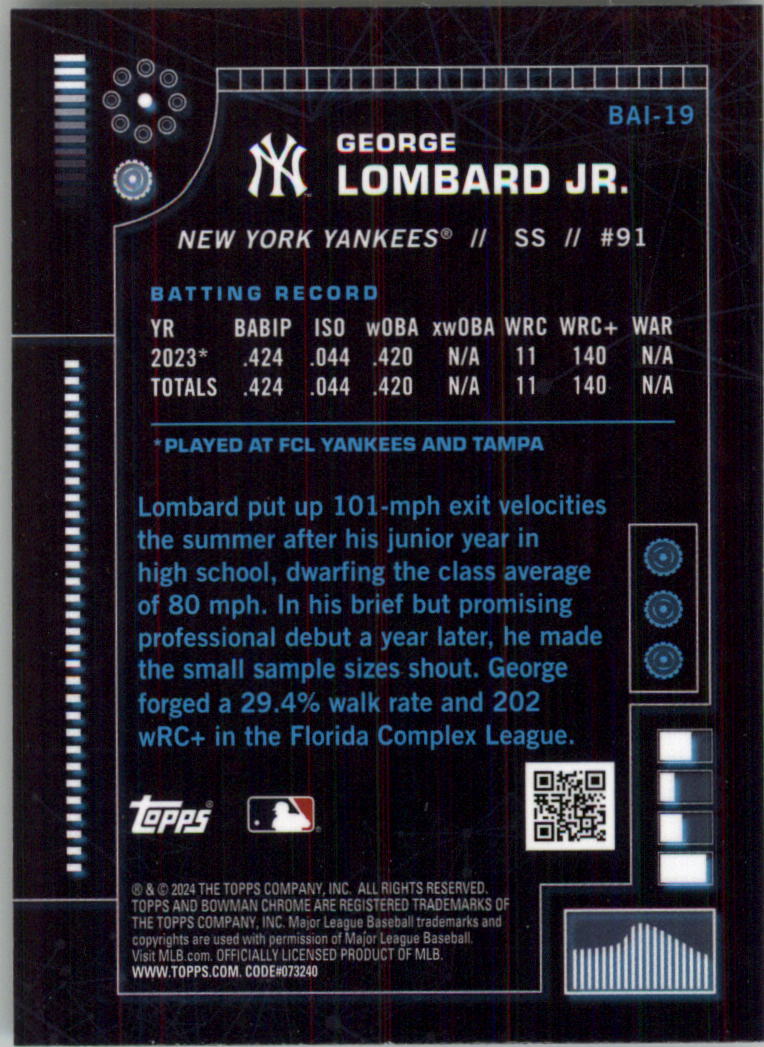 BAI-19
NY
GEORGE
LOMBARD JR.
NEW YORK YANKEES® // SS // #91
BATTING RECORD
YR BABIP ISO wOBA xwOBA WRC WRC+ WAR
2023* .424 .044 .420 N/A 11 140 N/A
TOTALS .424 .044 .420 N/A 11 140 N/A
*PLAYED AT FCL YANKEES AND TAMPA
Lombard put up 101-mph exit velocities
the summer after his junior year in
high school, dwarfing the class average
of 80 mph. In his brief but promising
professional debut a year later, he made
the small sample sizes shout. George
forged a 29.4% walk rate and 202
wRC+ in the Florida Complex League.
Topps®
® & © 2024 THE TOPPS COMPANY, INC. ALL RIGHTS RESERVED.
TOPPS AND BOWMAN CHROME ARE REGISTERED TRADEMARKS OF
THE TOPPS COMPANY, INC. Major League Baseball trademarks and
copyrights are used with permission of Major League Baseball.
Visit MLB.com. OFFICIALLY LICENSED PRODUCT OF MLB.
WWW.TOPPS.COM. CODE#073240